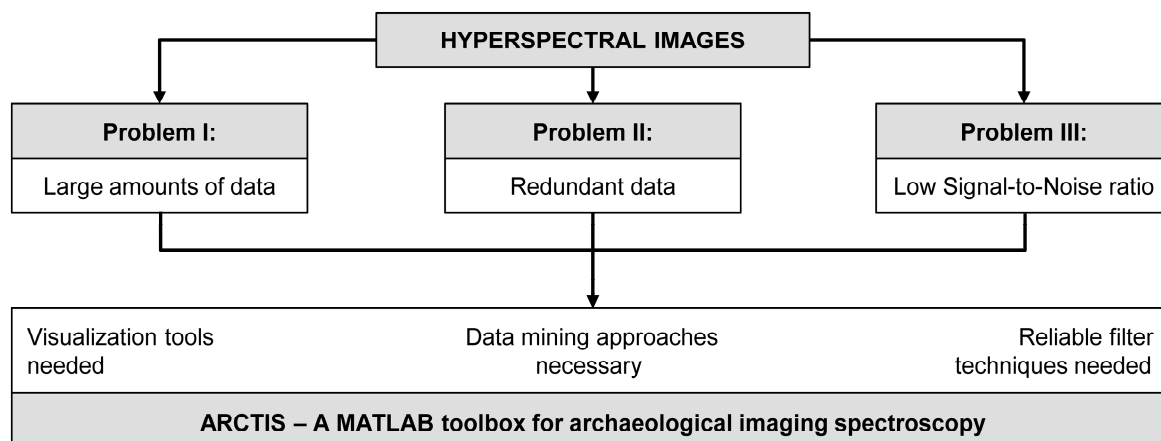 HYPERSPECTRAL IMAGES
Problem I:
Large amounts of data
Problem II:
Redundant data
Problem III:
Low Signal-to-Noise ratio
Visualization tools
needed
Data mining approaches
necessary
Reliable filter
techniques needed
ARCTIS – A MATLAB toolbox for archaeological imaging spectroscopy